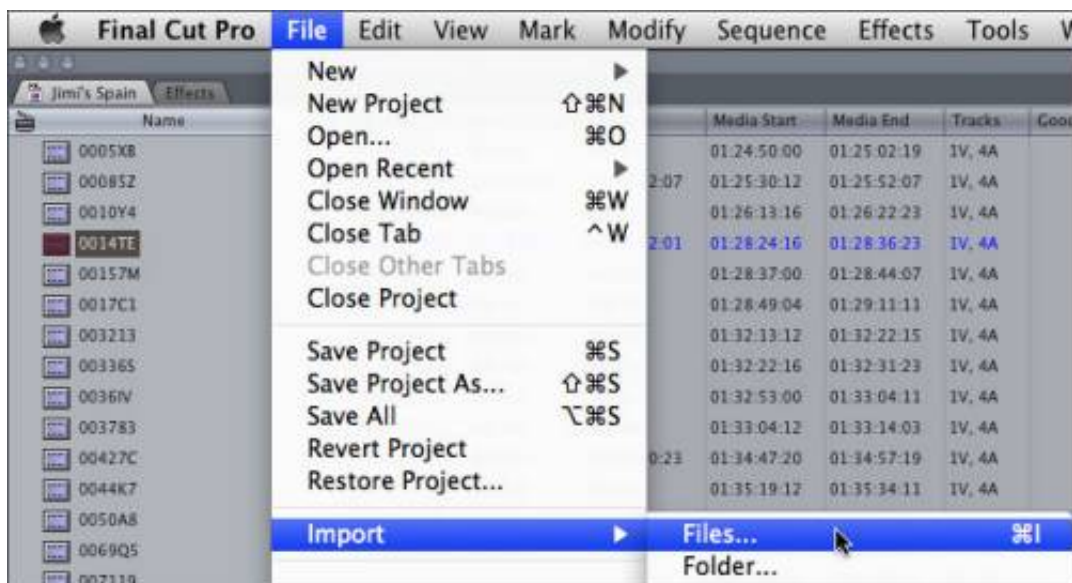 Final Cut Pro File Edit View Mark Modify Sequence Effects Tools
Jimi's Spain Effects
Name Media Start Media End Tracks
New
New Project ⇧⌘N
Open... ⌘O
Open Recent
Close Window ⌘W
Close Tab ^W
Close Other Tabs
Close Project
Save Project ⌘S
Save Project As... ⇧⌘S
Save All ⌥⌘S
Revert Project
Restore Project...
Import
Files... ⌘I
Folder...
0005XB 01:24:50:00 01:25:02:19 1V, 4A
0008SZ 2:07 01:25:30:12 01:25:52:07 1V, 4A
0010Y4 01:26:13:16 01:26:22:23 1V, 4A
0014TE 2:01 01:28:24:16 01:28:36:23 1V, 4A
00157M 01:28:37:00 01:28:44:07 1V, 4A
0017C1 01:28:49:04 01:29:11:11 1V, 4A
003213 01:32:13:12 01:32:22:15 1V, 4A
00336S 01:32:22:16 01:32:31:23 1V, 4A
0036IV 01:32:53:00 01:33:04:11 1V, 4A
003783 01:33:04:12 01:33:14:03 1V, 4A
00427C 0:23 01:34:47:20 01:34:57:19 1V, 4A
0044K7 01:35:19:12 01:35:34:11 1V, 4A
0050A8
0069QS